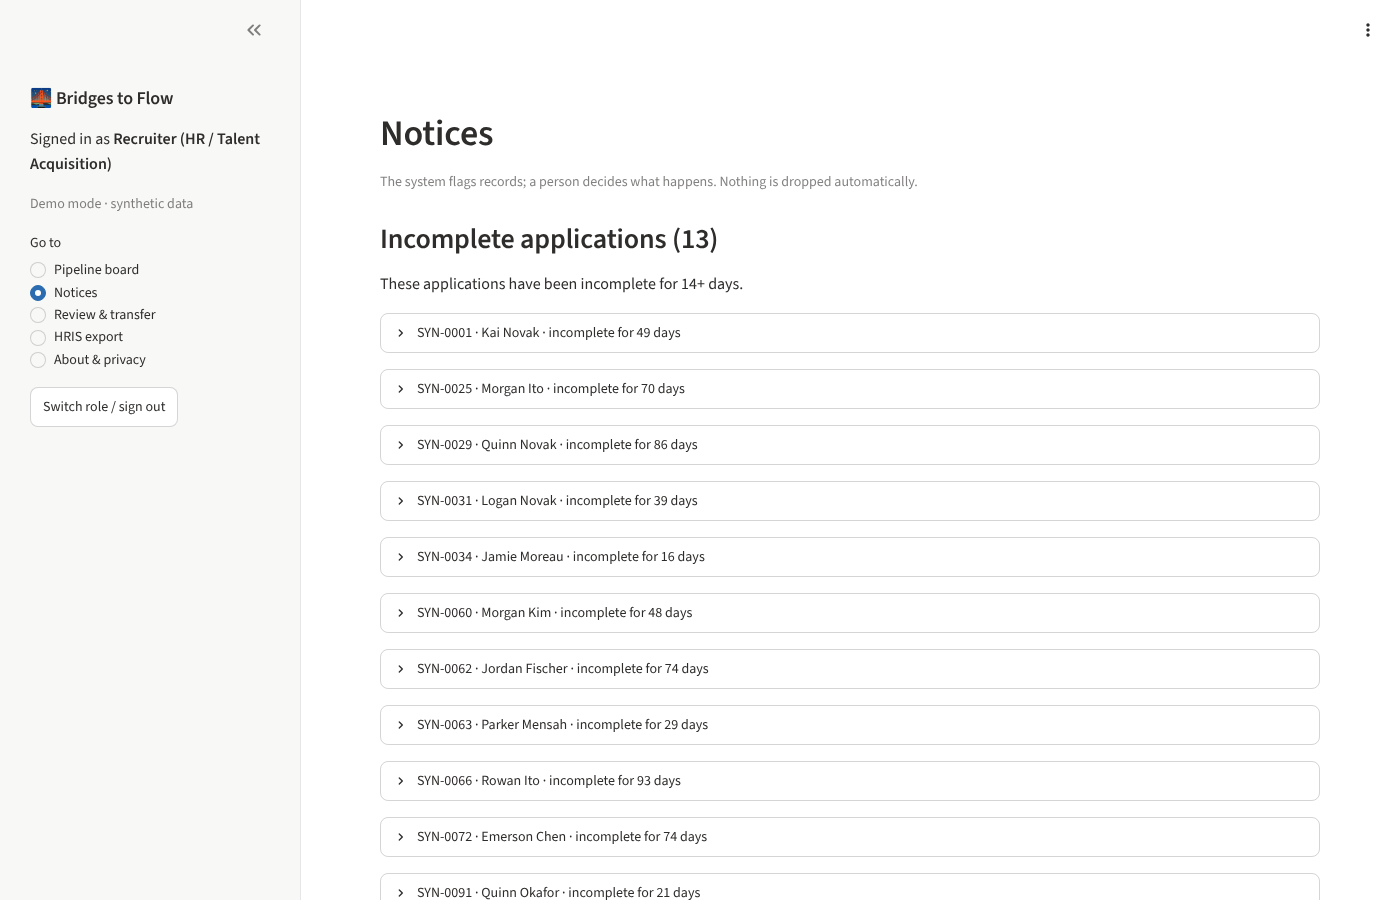 Bridges to Flow
Signed in as Recruiter (HR / Talent
Acquisition)
Demo mode · synthetic data
Go to
Pipeline board
Notices
Review & transfer
HRIS export
About & privacy
Switch role / sign out
Notices
The system flags records; a person decides what happens. Nothing is dropped automatically.
Incomplete applications (13)
These applications have been incomplete for 14+ days.
SYN-0001 · Kai Novak · incomplete for 49 days
SYN-0025 · Morgan Ito · incomplete for 70 days
SYN-0029 · Quinn Novak · incomplete for 86 days
SYN-0031 · Logan Novak · incomplete for 39 days
SYN-0034 · Jamie Moreau · incomplete for 16 days
SYN-0060 · Morgan Kim · incomplete for 48 days
SYN-0062 · Jordan Fischer · incomplete for 74 days
SYN-0063 · Parker Mensah · incomplete for 29 days
SYN-0066 · Rowan Ito · incomplete for 93 days
SYN-0072 · Emerson Chen · incomplete for 74 days
SYN-0091 · Quinn Okafor · incomplete for 21 days